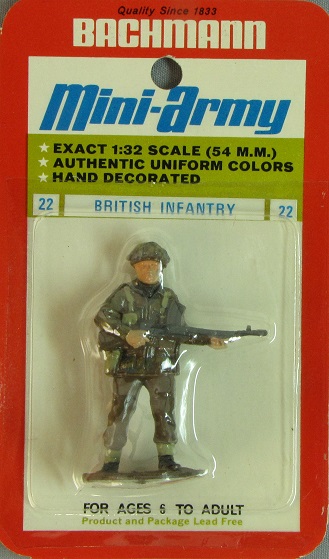 Quality Since 1833
BACHMANN
Mini-Army
★ EXACT 1:32 SCALE (54 M.M.)
★ AUTHENTIC UNIFORM COLORS
★ HAND DECORATED
22 BRITISH INFANTRY 22
FOR AGES 6 TO ADULT
Product and Package Lead Free